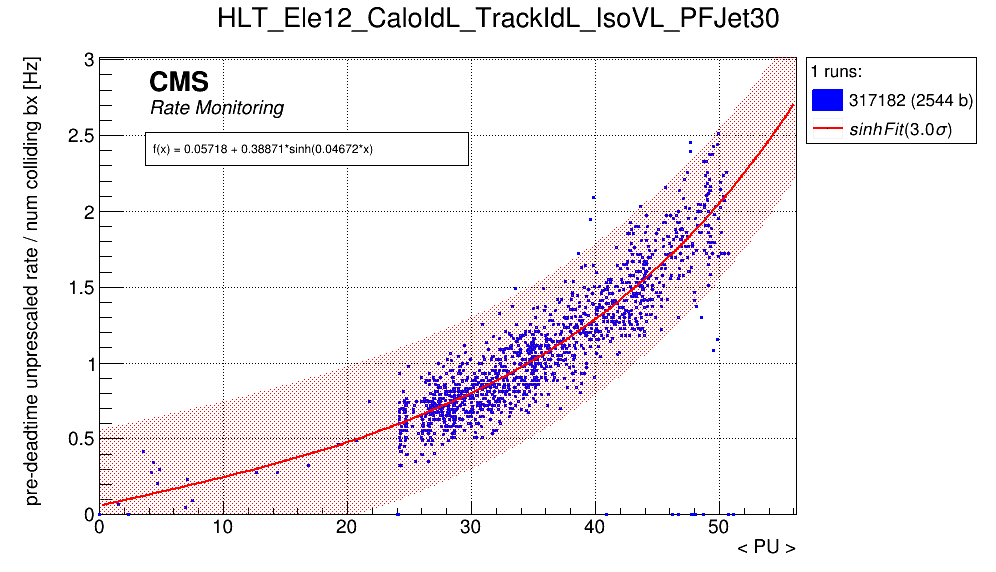 HLT_Ele12_CaloIdL_TrackIdL_IsoVL_PFJet30
pre-deadtime unprescaled rate / num colliding bx [Hz]
3
2.5
2
1.5
1
0.5
0
CMS
Rate Monitoring
f(x) = 0.05718 + 0.38871*sinh(0.04672*x)
1 runs:
317182 (2544 b)
sinhFit(3.0σ)
0 10 20 30 40 50
< PU >